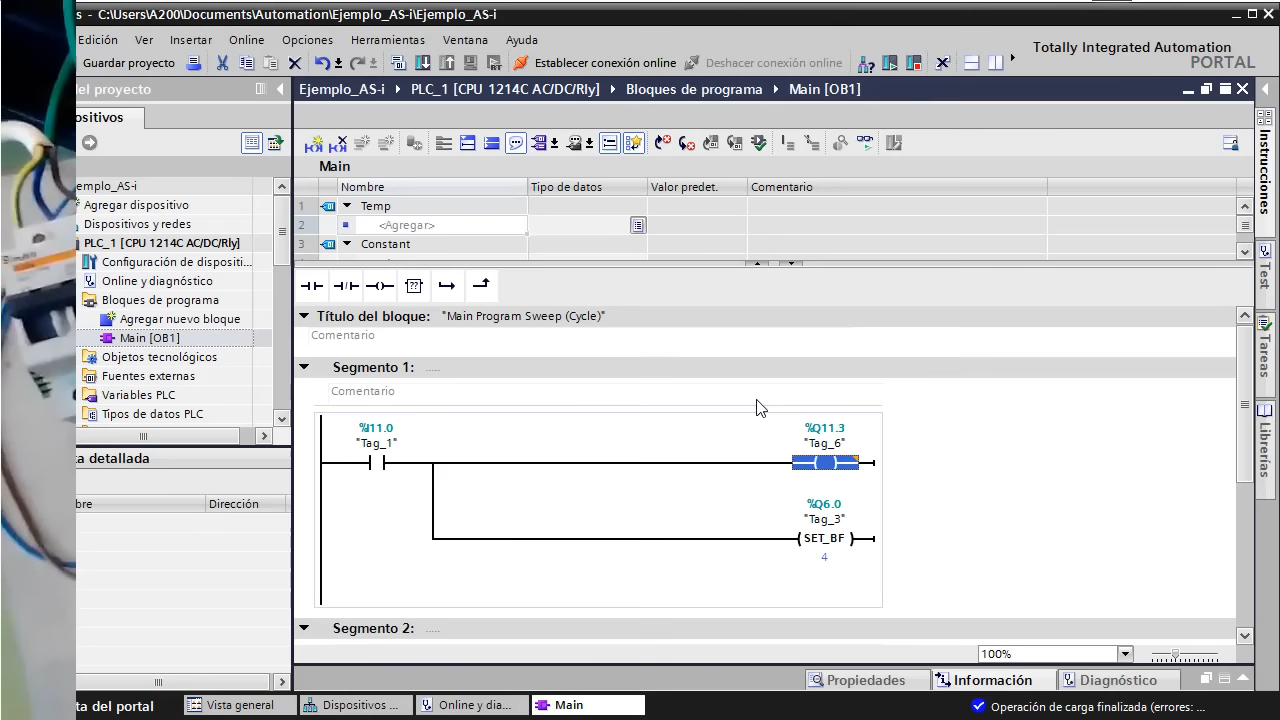 s - C:\Users\A200\Documents\Automation\Ejemplo_AS-i\Ejemplo_AS-i
Edición Ver Insertar Online Opciones Herramientas Ventana Ayuda
Guardar proyecto Establecer conexión online Deshacer conexión online
Totally Integrated Automation
PORTAL
del proyecto
Ejemplo_AS-i PLC_1 [CPU 1214C AC/DC/Rly] Bloques de programa Main [OB1]
ositivos
Main
Nombre Tipo de datos Valor predet. Comentario
1 Temp
2 <Agregar>
3 Constant
emplo_AS-i
Agregar dispositivo
Dispositivos y redes
PLC_1 [CPU 1214C AC/DC/Rly]
Configuración de dispositi...
Online y diagnóstico
Bloques de programa
Agregar nuevo bloque
Main [OB1]
Objetos tecnológicos
Fuentes externas
Variables PLC
Tipos de datos PLC
ta detallada
bre Dirección
??
Título del bloque: "Main Program Sweep (Cycle)"
Comentario
Segmento 1: .....
Comentario
%I11.0
"Tag_1"
%Q11.3
"Tag_6"
%Q6.0
"Tag_3"
SET_BF
4
Segmento 2: .....
100%
Instrucciones
Test
Tareas
Librerías
Propiedades Información Diagnóstico
ta del portal Vista general Dispositivos ... Online y dia... Main Operación de carga finalizada (errores: ...